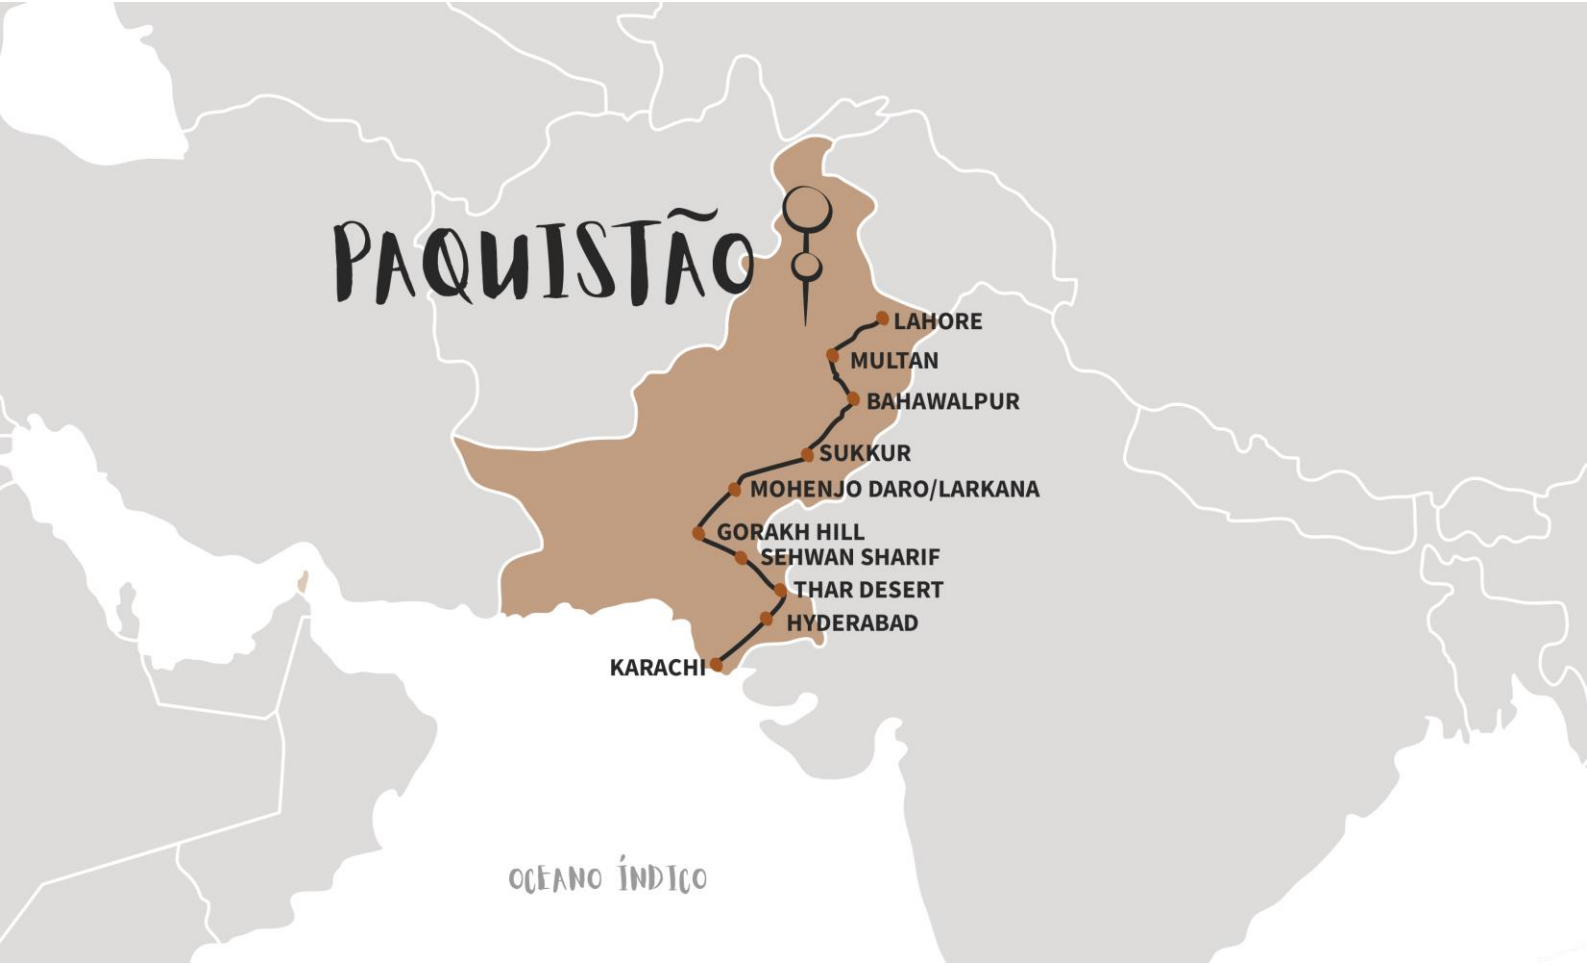 PAQUISTÃO
LAHORE
MULTAN
BAHAWALPUR
SUKKUR
MOHENJO DARO/LARKANA
GORAKH HILL
SEHWAN SHARIF
THAR DESERT
HYDERABAD
KARACHI
OCEANO ÍNDICO